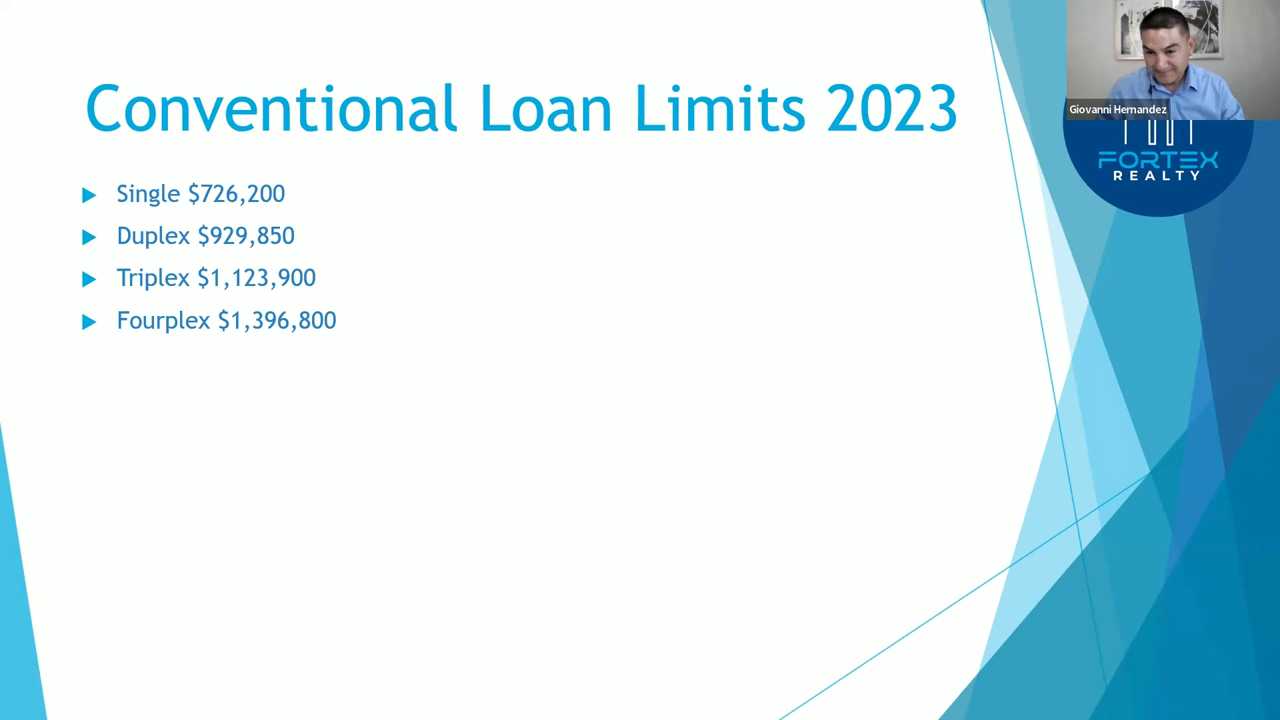 Conventional Loan Limits 2023
Single $726,200
Duplex $929,850
Triplex $1,123,900
Fourplex $1,396,800
Giovanni Hernandez
FORTEX
REALTY